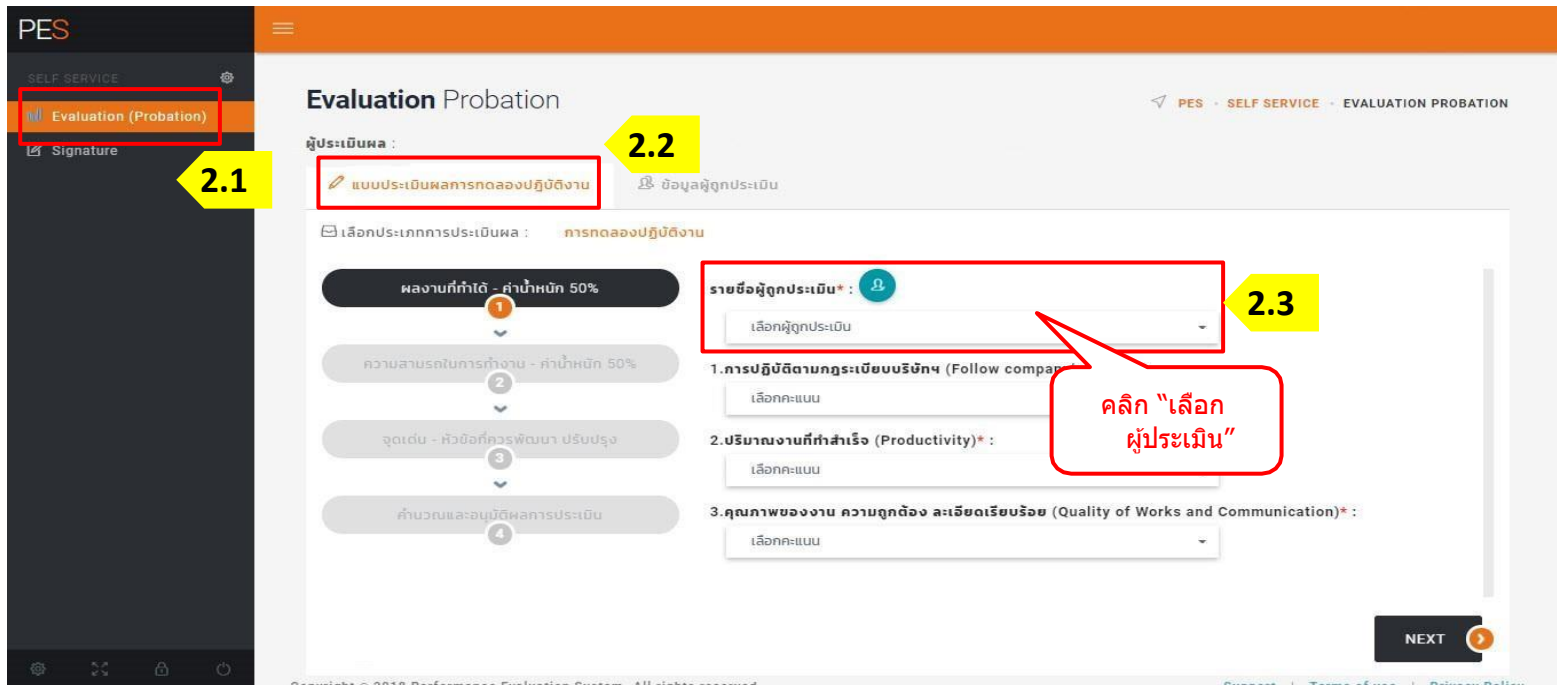 PES
SELF SERVICE
Evaluation (Probation)
Signature
2.1
Evaluation Probation
PES - SELF SERVICE - EVALUATION PROBATION
ผู้ประเมินผล :
2.2
แบบประเมินผลการทดลองปฏิบัติงาน
ข้อมูลผู้ถูกประเมิน
เลือกประเภทการประเมินผล : การทดลองปฏิบัติงาน
ผลงานที่ทำได้ - ค่าน้ำหนัก 50%
1
ความสามารถในการทำงาน - ค่าน้ำหนัก 50%
2
จุดเด่น - หัวข้อที่ควรพัฒนา ปรับปรุง
3
คำนวณและอนุมัติผลการประเมิน
4
รายชื่อผู้ถูกประเมิน* :
เลือกผู้ถูกประเมิน
2.3
1.การปฏิบัติตามกฎระเบียบบริษัทฯ (Follow company
เลือกคะแนน
คลิก “เลือก
ผู้ประเมิน”
2.ปริมาณงานที่ทำสำเร็จ (Productivity)* :
เลือกคะแนน
3.คุณภาพของงาน ความถูกต้อง ละเอียดเรียบร้อย (Quality of Works and Communication)* :
เลือกคะแนน
NEXT
Copyright © 2018 Performance Evaluation System. All rights reserved.
Support | Terms of use | Privacy Policy